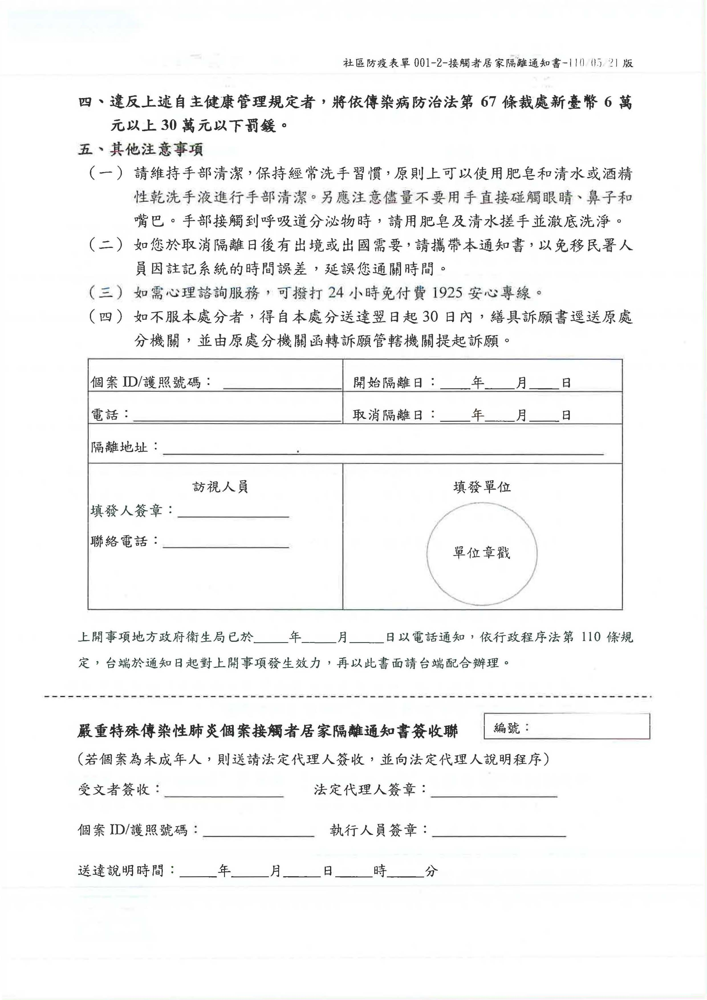 社區防疫表單 001-2-接觸者居家隔離通知書-110/05/21 版
四、違反上述自主健康管理規定者，將依傳染病防治法第 67 條裁處新臺幣 6 萬
元以上 30 萬元以下罰鍰。
五、其他注意事項
（一）請維持手部清潔，保持經常洗手習慣，原則上可以使用肥皂和清水或酒精
性乾洗手液進行手部清潔。另應注意儘量不要用手直接碰觸眼睛、鼻子和
嘴巴。手部接觸到呼吸道分泌物時，請用肥皂及清水搓手並澈底洗淨。
（二）如您於取消隔離日後有出境或出國需要，請攜帶本通知書，以免移民署人
員因註記系統的時間誤差，延誤您通關時間。
（三）如需心理諮詢服務，可撥打 24 小時免付費 1925 安心專線。
（四）如不服本處分者，得自本處分送達翌日起 30 日內，繕具訴願書逕送原處
分機關，並由原處分機關函轉訴願管轄機關提起訴願。
個案 ID/護照號碼：________ 開始隔離日：____年____月____日
電話：________ 取消隔離日：____年____月____日
隔離地址：________
訪視人員
填發人簽章：________
聯絡電話：________
填發單位
單位章戳
上開事項地方政府衛生局已於____年____月____日以電話通知，依行政程序法第 110 條規
定，台端於通知日起對上開事項發生效力，再以此書面請台端配合辦理。
嚴重特殊傳染性肺炎個案接觸者居家隔離通知書簽收聯
編號：
（若個案為未成年人，則送請法定代理人簽收，並向法定代理人說明程序）
受文者簽收：________ 法定代理人簽章：________
個案 ID/護照號碼：________ 執行人員簽章：________
送達說明時間：____年____月____日____時____分